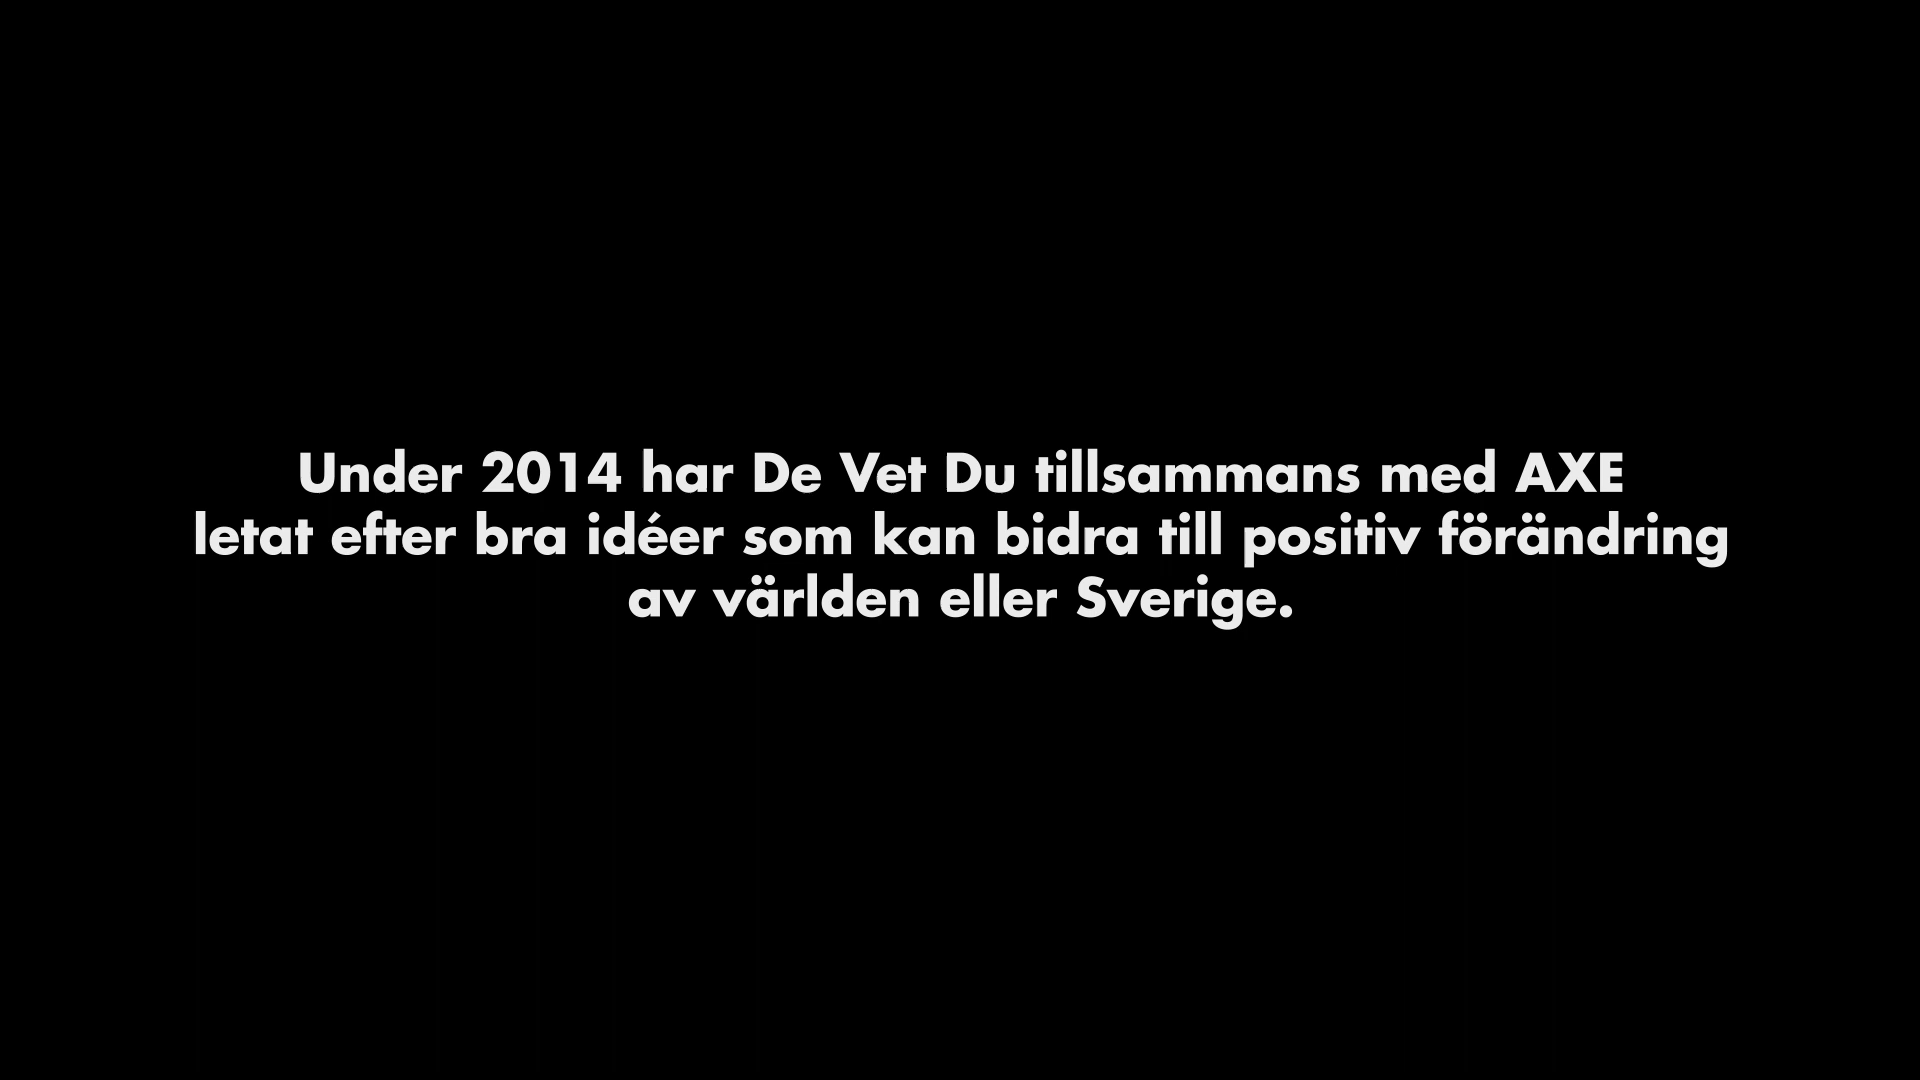 Under 2014 har De Vet Du tillsammans med AXE
letat efter bra idéer som kan bidra till positiv förändring
av världen eller Sverige.